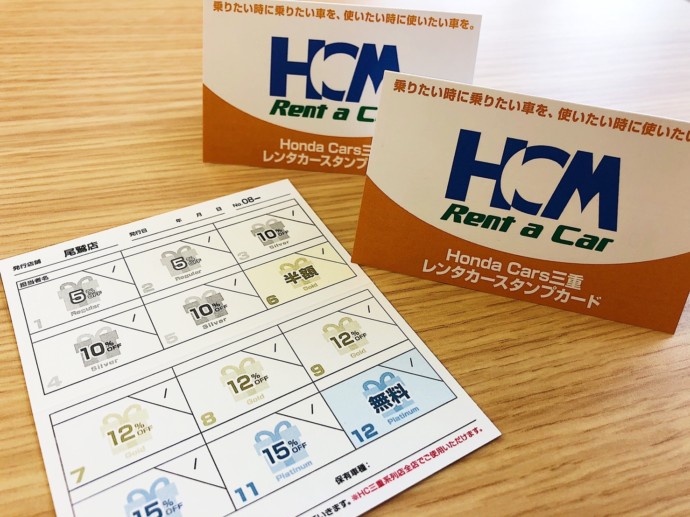 乗りたい時に乗りたい車を、使いたい時に使いたい車を。
HCM
Rent a Car
Honda Cars三重
レンタカースタンプカ
乗りたい時に乗りたい車を、使いたい時に使いたい
HCM
Rent a Car
Honda Cars三重
レンタカースタンプカード
発行店舗 尾鷲店 発行日 年 月 日 No.08-
担当者名
1 5%OFF Regular
2 5%OFF Regular
3 10%OFF Silver
4 10%OFF Silver
5 10%OFF Silver
6 半額 Gold
7 12%OFF Gold
8 12%OFF Gold
9 12%OFF Gold
15%OFF
11 15%OFF Platinum
12 無料 Platinum
保有車種:
いきます。※HC三重系列店全店でご使用いただけます。